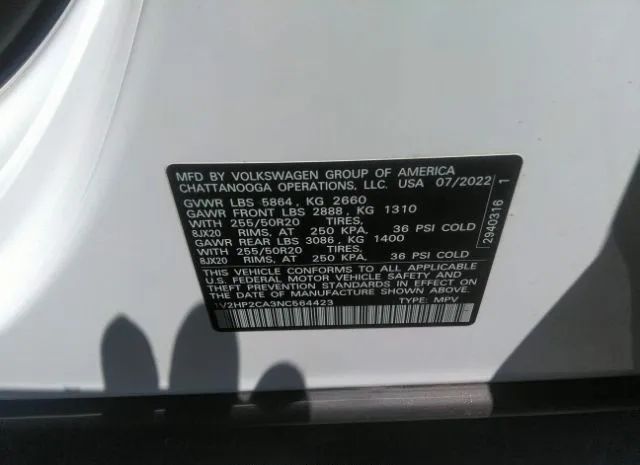 MFD BY VOLKSWAGEN GROUP OF AMERICA
CHATTANOOGA OPERATIONS, LLC. USA 07/2022
GVWR LBS 5864, KG 2660
GAWR FRONT LBS 2888, KG 1310
WITH 255/50R20 TIRES,
8JX20 RIMS, AT 250 KPA, 36 PSI COLD
GAWR REAR LBS 3086, KG 1400
WITH 255/50R20 TIRES,
8JX20 RIMS, AT 250 KPA, 36 PSI COLD
THIS VEHICLE CONFORMS TO ALL APPLICABLE
U.S. FEDERAL MOTOR VEHICLE SAFETY AND
THEFT PREVENTION STANDARDS IN EFFECT ON
THE DATE OF MANUFACTURE SHOWN ABOVE.
1V2HP2CA3NC564423 TYPE: MPV
2940316 1